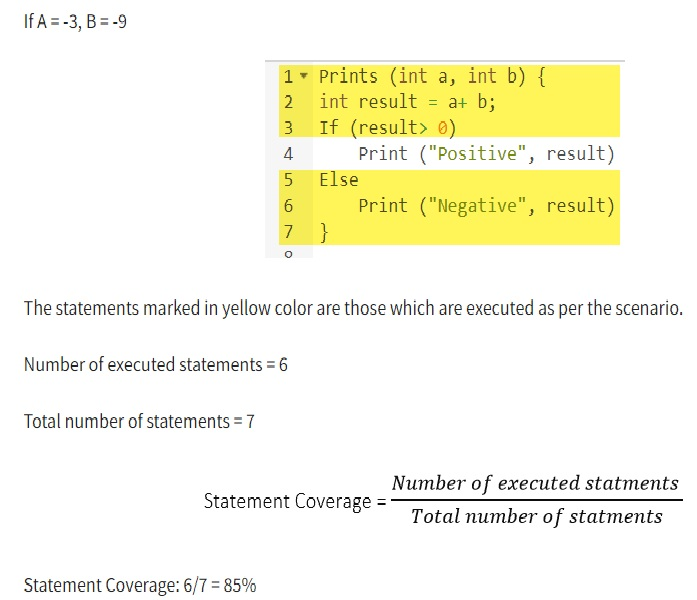 If A = -3, B = -9
1 Prints (int a, int b) {
2 int result = a+ b;
3 If (result> 0)
4 Print ("Positive", result)
5 Else
6 Print ("Negative", result)
7 }
The statements marked in yellow color are those which are executed as per the scenario.
Number of executed statements = 6
Total number of statements = 7
Number of executed statments
Statement Coverage =
Total number of statments
Statement Coverage: 6/7 = 85%